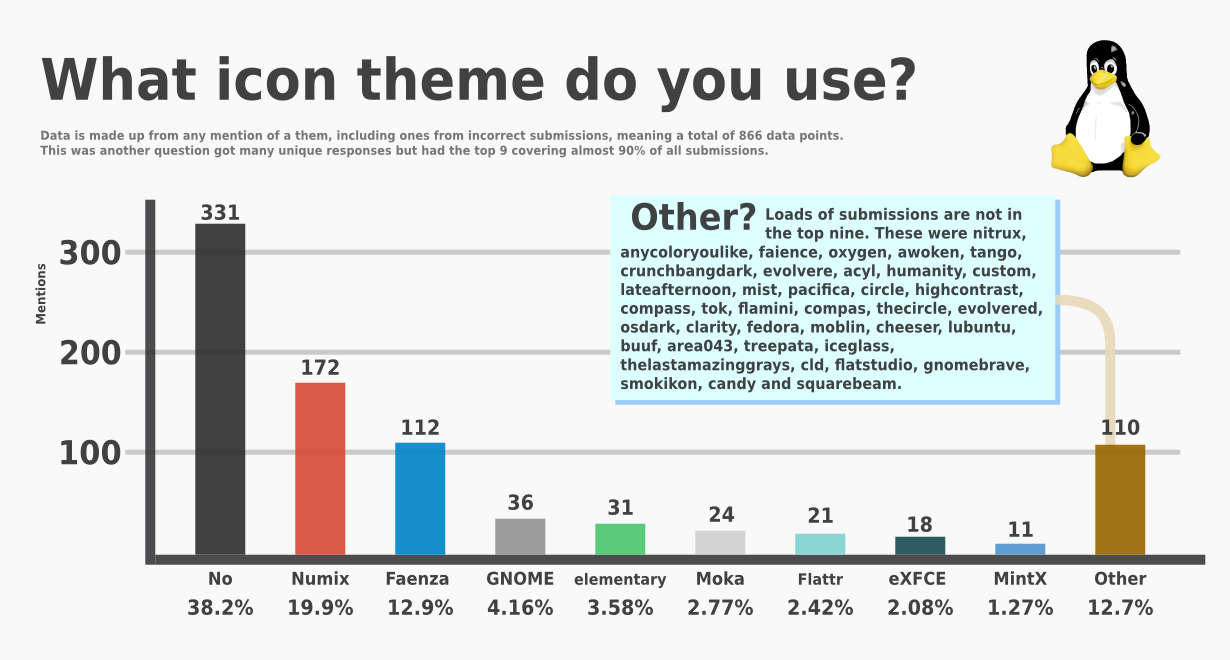 What icon theme do you use?
Data is made up from any mention of a them, including ones from incorrect submissions, meaning a total of 866 data points.
This was another question got many unique responses but had the top 9 covering almost 90% of all submissions.
Other? Loads of submissions are not in
the top nine. These were nitrux,
anycoloryoulike, faience, oxygen, awoken, tango,
crunchbangdark, evolvere, acyl, humanity, custom,
lateafternoon, mist, pacifica, circle, highcontrast,
compass, tok, flamini, compas, thecircle, evolvered,
osdark, clarity, fedora, moblin, cheeser, lubuntu,
buuf, area043, treepata, iceglass,
thelastamazinggrays, cld, flatstudio, gnomebrave,
smokikon, candy and squarebeam.
Mentions
300
200
100
331
172
112
36
31
24
21
18
11
110
No Numix Faenza GNOME elementary Moka Flattr eXFCE MintX Other
38.2% 19.9% 12.9% 4.16% 3.58% 2.77% 2.42% 2.08% 1.27% 12.7%